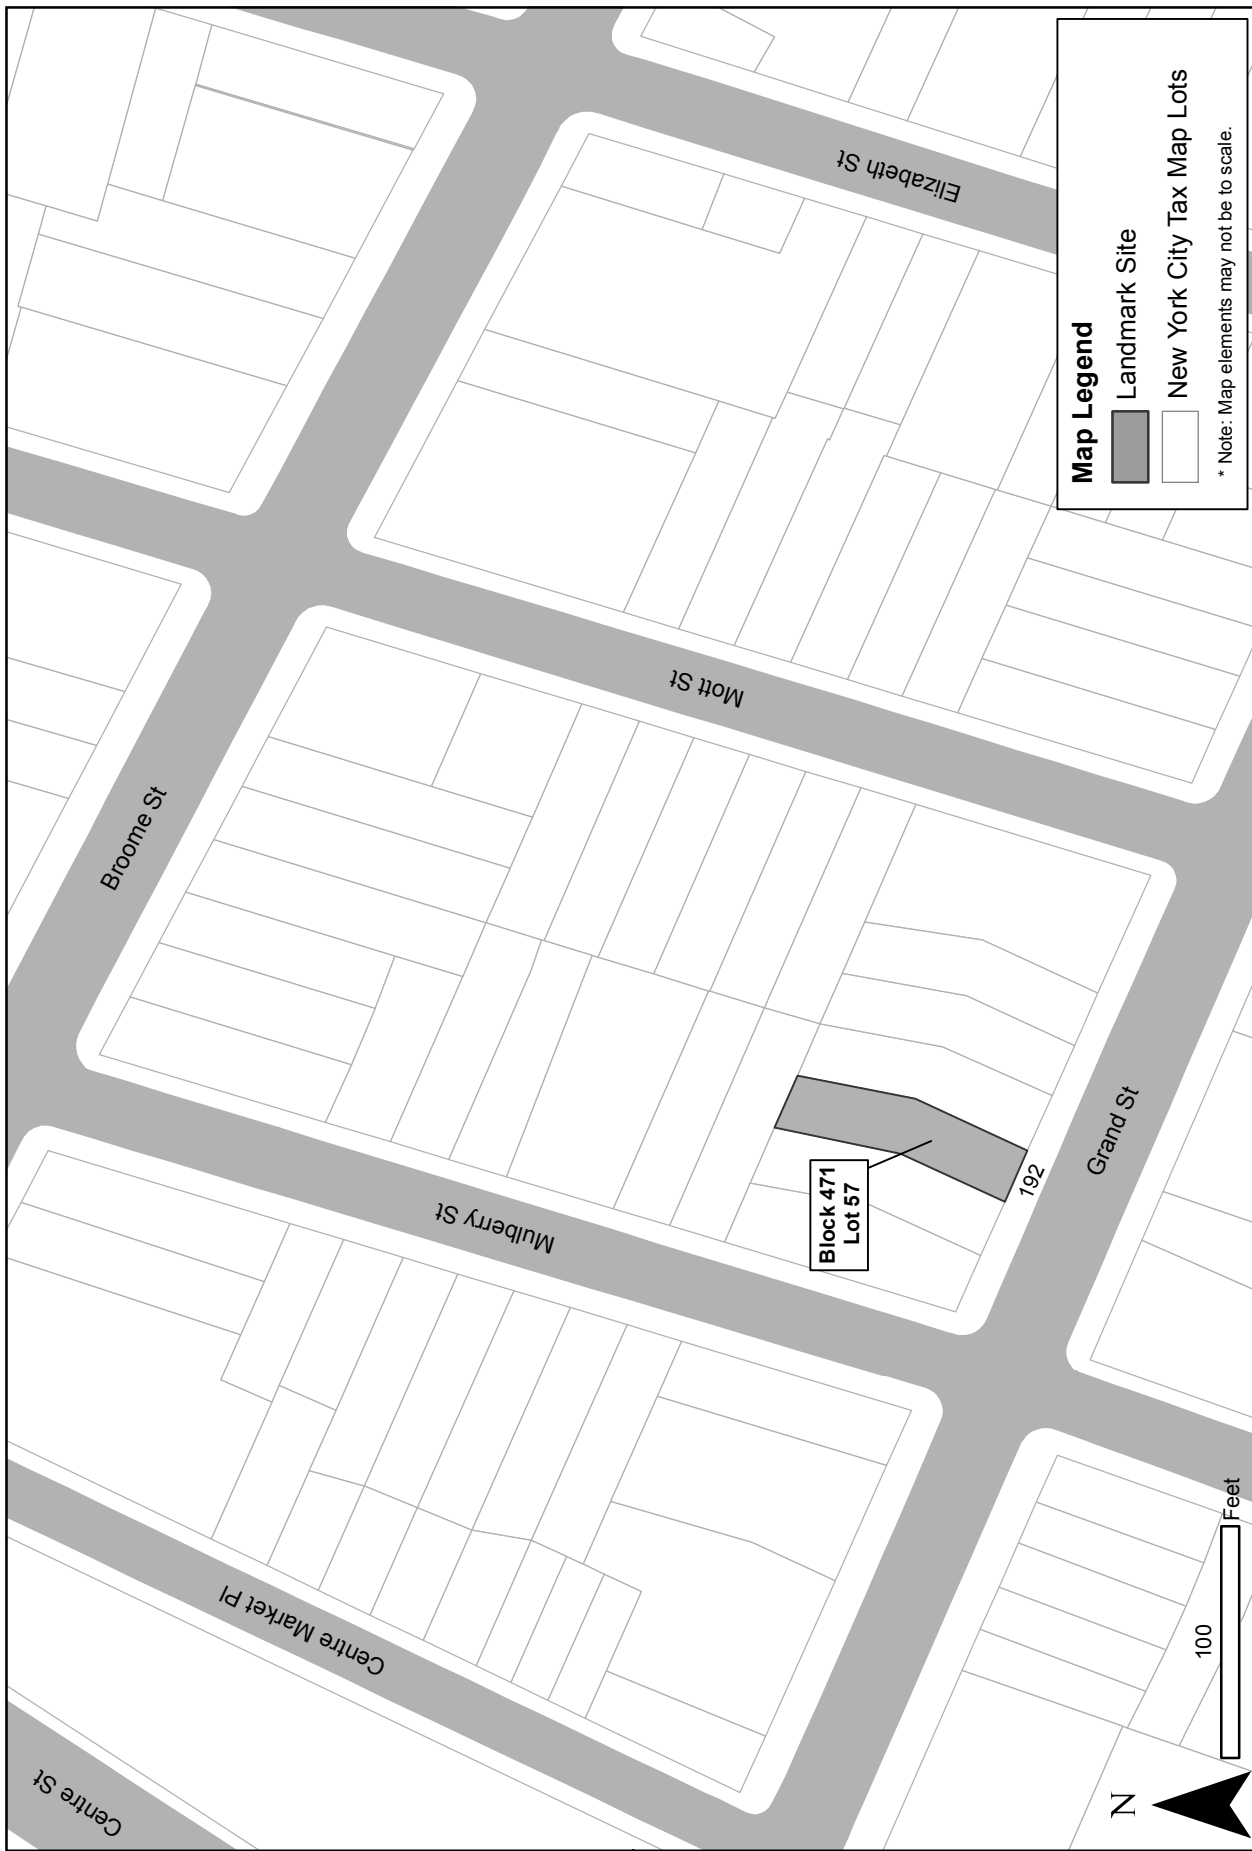 Broome St
Elizabeth St
Mott St
Mulberry St
Centre Market Pl
Centre St
Grand St
Block 471
Lot 57
192
N
100
Feet
Map Legend
Landmark Site
New York City Tax Map Lots
* Note: Map elements may not be to scale.